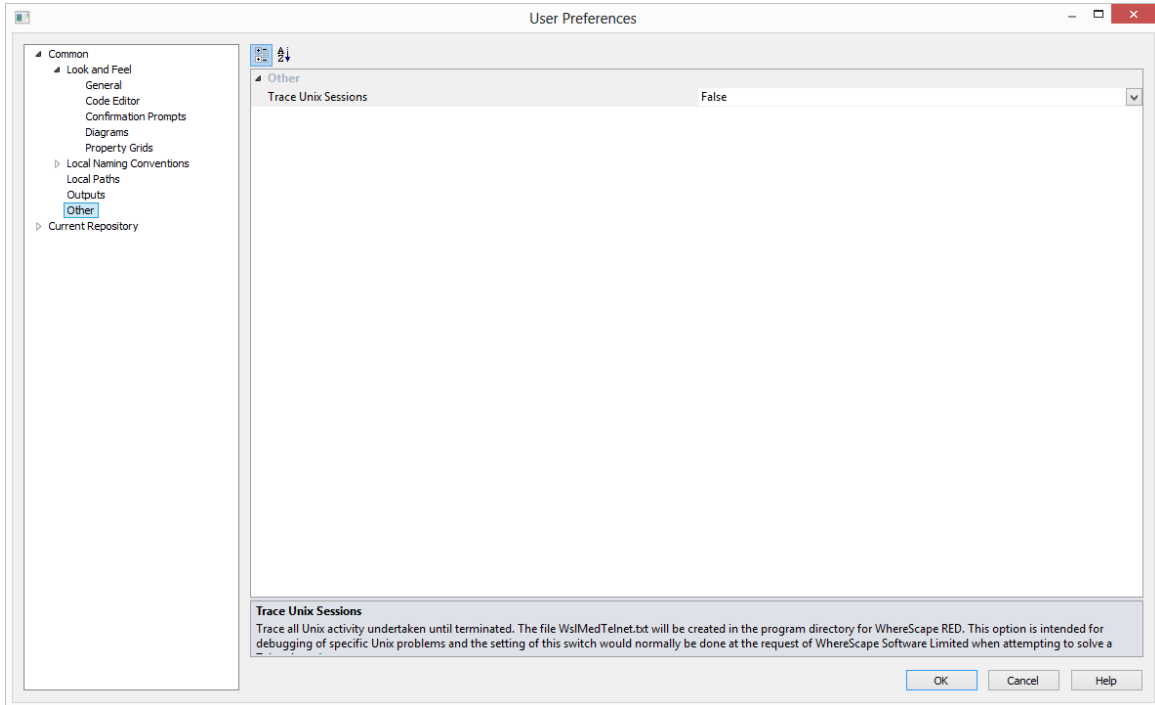 User Preferences
Common
Look and Feel
General
Code Editor
Confirmation Prompts
Diagrams
Property Grids
Local Naming Conventions
Local Paths
Outputs
Other
Current Repository
Other
Trace Unix Sessions False
Trace Unix Sessions
Trace all Unix activity undertaken until terminated. The file WslMedTelnet.txt will be created in the program directory for WhereScape RED. This option is intended for
debugging of specific Unix problems and the setting of this switch would normally be done at the request of WhereScape Software Limited when attempting to solve a
OK Cancel Help